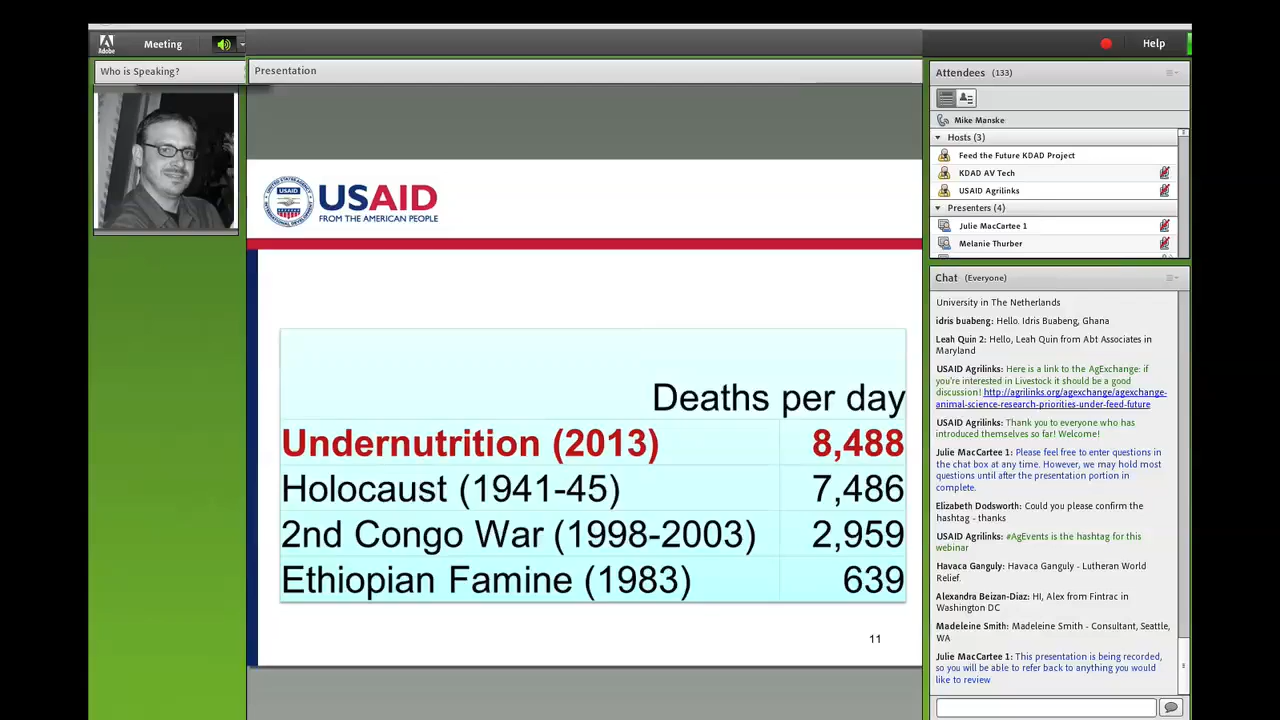 Adobe
Meeting
Help
Who is Speaking?
Presentation
USAID
FROM THE AMERICAN PEOPLE
Deaths per day
Undernutrition (2013) 8,488
Holocaust (1941-45) 7,486
2nd Congo War (1998-2003) 2,959
Ethiopian Famine (1983) 639
11
Attendees (133)
Mike Manske
Hosts (3)
Feed the Future KDAD Project
KDAD AV Tech
USAID Agrilinks
Presenters (4)
Julie MacCartee 1
Melanie Thurber
Chat (Everyone)
University in The Netherlands
idris buabeng: Hello. Idris Buabeng, Ghana
Leah Quin 2: Hello, Leah Quin from Abt Associates in
Maryland
USAID Agrilinks: Here is a link to the AgExchange: if
you're interested in Livestock it should be a good
discussion! http://agrilinks.org/agexchange/agexchange-
animal-science-research-priorities-under-feed-future
USAID Agrilinks: Thank you to everyone who has
introduced themselves so far! Welcome!
Julie MacCartee 1: Please feel free to enter questions in
the chat box at any time. However, we may hold most
questions until after the presentation portion in
complete.
Elizabeth Dodsworth: Could you please confirm the
hashtag - thanks
USAID Agrilinks: #AgEvents is the hashtag for this
webinar
Havaca Ganguly: Havaca Ganguly - Lutheran World
Relief.
Alexandra Beizan-Diaz: HI, Alex from Fintrac in
Washington DC
Madeleine Smith: Madeleine Smith - Consultant, Seattle,
WA
Julie MacCartee 1: This presentation is being recorded,
so you will be able to refer back to anything you would
like to review